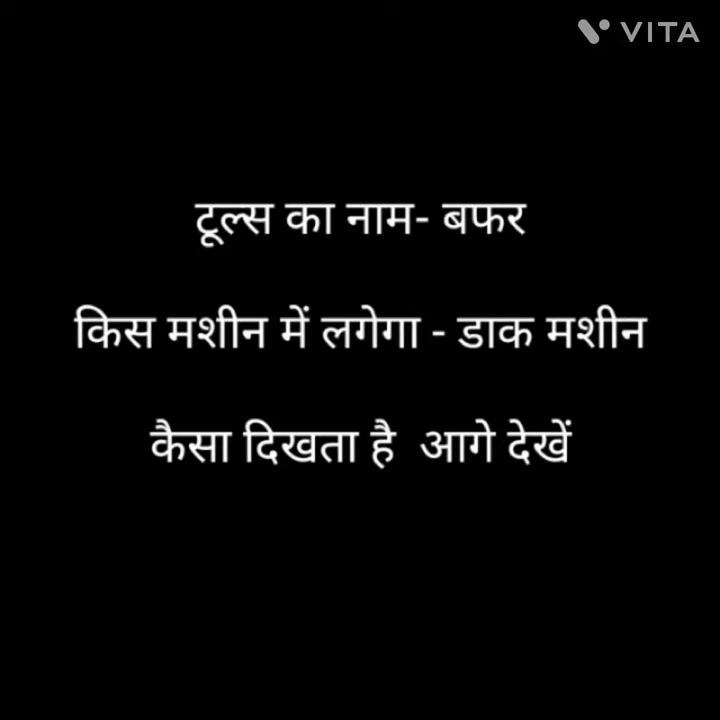 VITA
टूल्स का नाम- बफर
किस मशीन में लगेगा - डाक मशीन
कैसा दिखता है आगे देखें